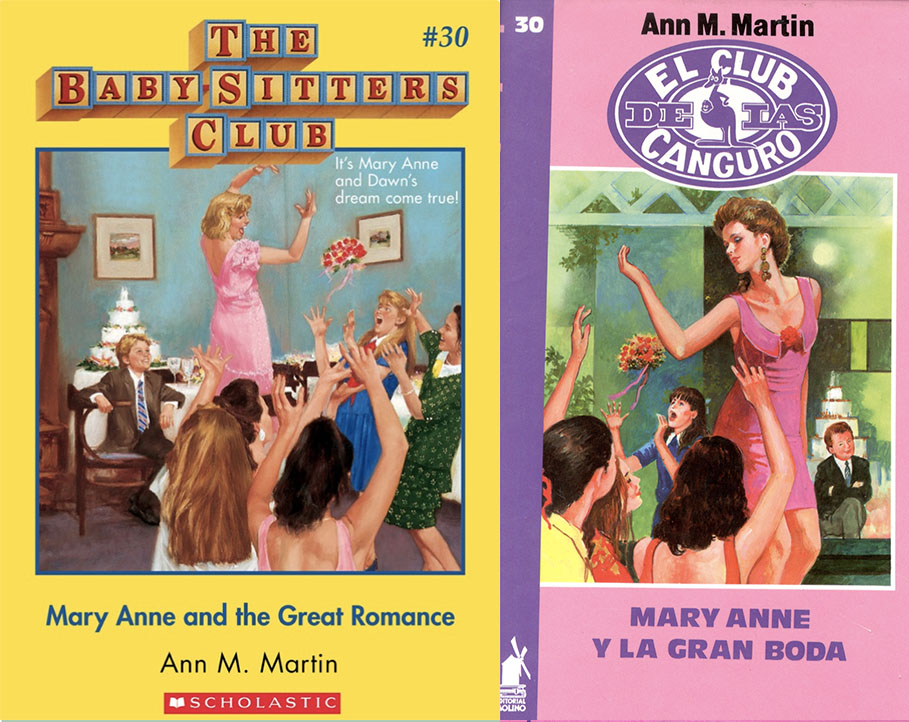 THE
BABY-SITTERS
CLUB
#30
It's Mary Anne
and Dawn's
dream come true!
Mary Anne and the Great Romance
Ann M. Martin
SCHOLASTIC
30
Ann M. Martin
EL CLUB
DE LAS
CANGURO
MARY ANNE
Y LA GRAN BODA